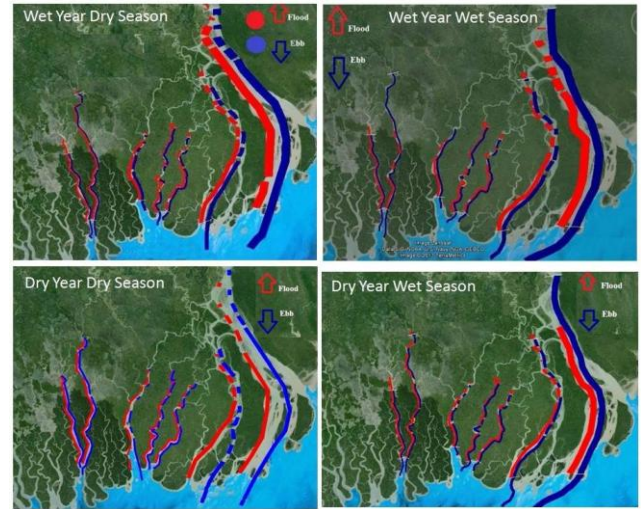 Wet Year Dry Season
Flood
Ebb
Wet Year Wet Season
Flood
Ebb
Dry Year Dry Season
Flood
Ebb
Dry Year Wet Season
Flood
Ebb